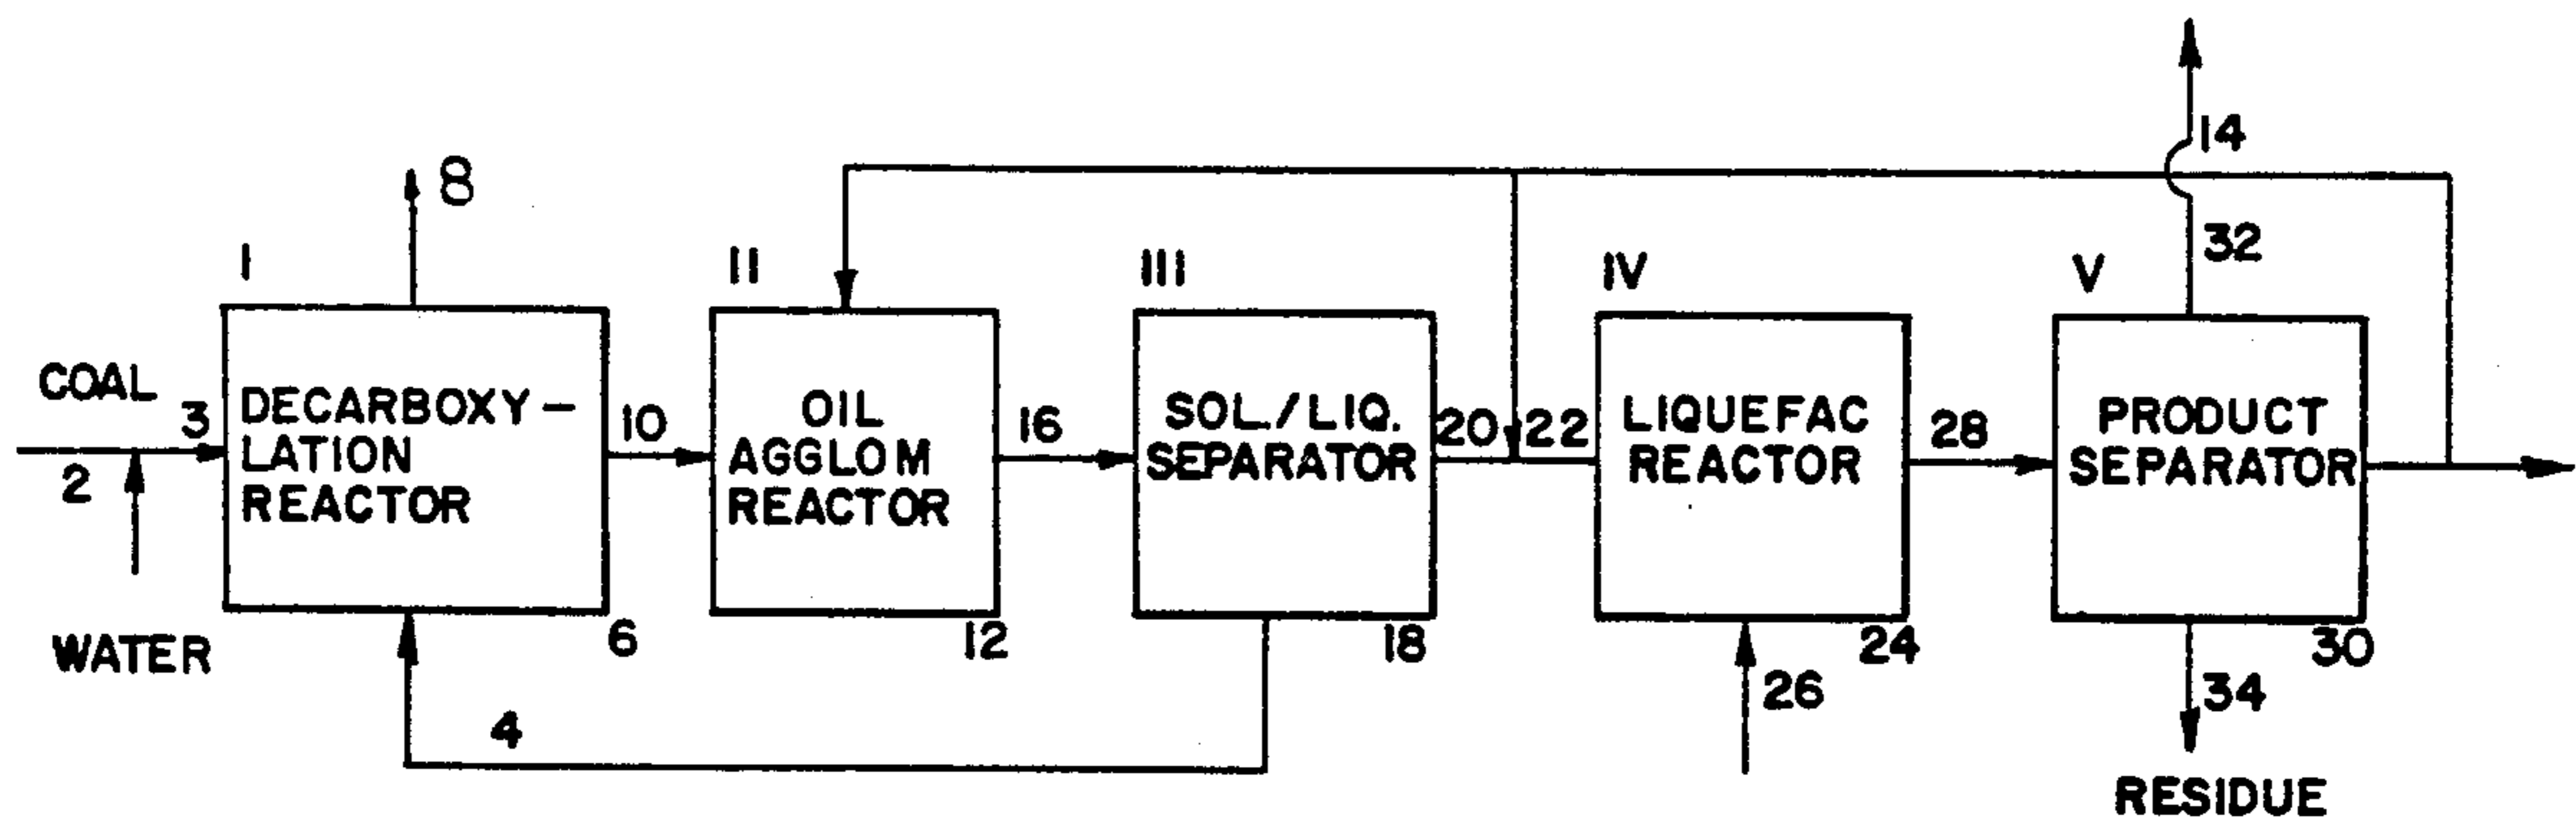 14
8
I
II
III
IV
V
32
COAL
3
2
WATER
DECARBOXY-
LATION
REACTOR
6
4
10
OIL
AGGLOM
REACTOR
12
16
SOL./LIQ.
SEPARATOR
18
20
22
LIQUEFAC
REACTOR
24
26
28
PRODUCT
SEPARATOR
30
34
RESIDUE